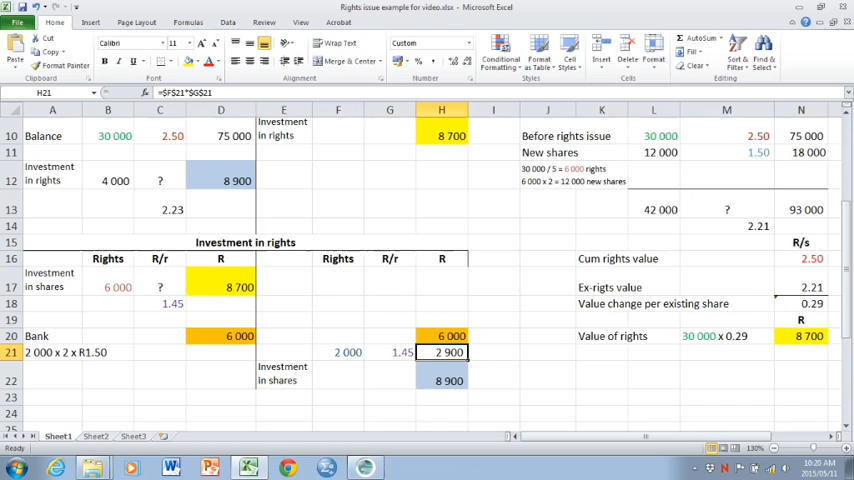 Rights issue example for video.xlsx - Microsoft Excel
File Home Insert Page Layout Formulas Data Review View Acrobat
Cut
Copy
Format Painter
Paste
Clipboard
Calibri 11
B I U
Font
Wrap Text
Merge & Center
Alignment
Custom
% ,
Number
Conditional Formatting
Format as Table
Cell Styles
Styles
Insert Delete Format
Cells
AutoSum
Fill
Clear
Sort & Filter
Find & Select
Editing
H21 fx =$F$21*$G$21
A B C D E F G H I J K L M N
10 Balance 30 000 2.50 75 000 Investment in rights 8 700 Before rights issue 30 000 2.50 75 000
11 New shares 12 000 1.50 18 000
12 Investment in rights 4 000 ? 8 900 30 000 / 5 = 6 000 rights
6 000 x 2 = 12 000 new shares
13 2.23 42 000 ? 93 000
14 2.21
15 Investment in rights R/s
16 Rights R/r R Rights R/r R Cum rights value 2.50
17 Investment in shares 6 000 ? 8 700 Ex-rigts value 2.21
18 1.45 Value change per existing share 0.29
19 R
20 Bank 6 000 6 000 Value of rights 30 000 x 0.29 8 700
21 2 000 x 2 x R1.50 2 000 1.45 2 900
22 Investment in shares 8 900
23
24
25
Sheet1 Sheet2 Sheet3
Ready 130%
10:20 AM
2015/05/11